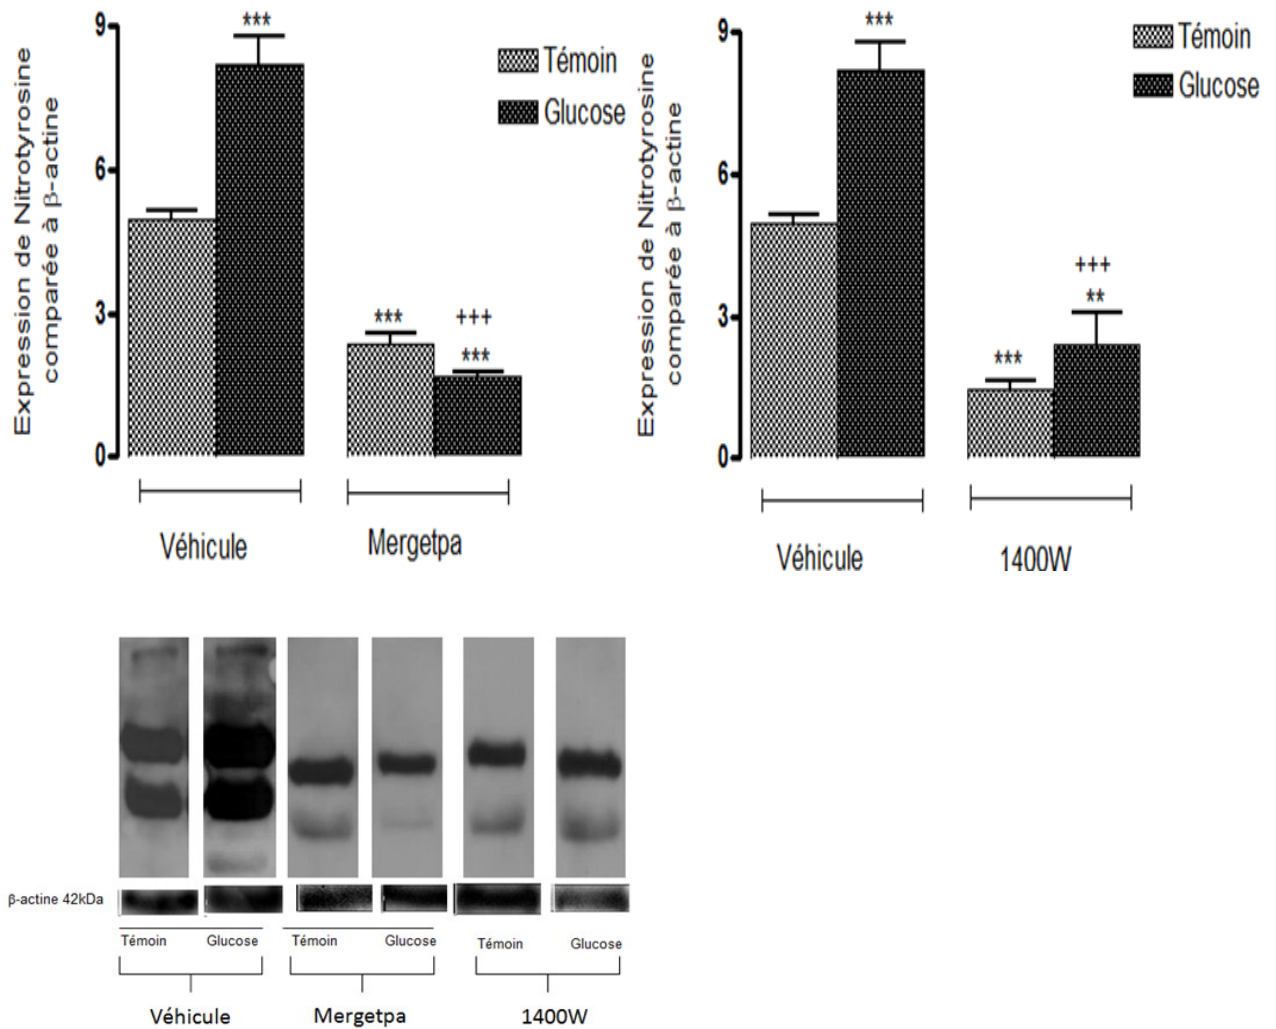 9
6
3
0
Expression de Nitrotyrosine
comparée à β-actine
***
***
+++
***
Témoin
Glucose
Véhicule
Mergetpa
9
6
3
0
Expression de Nitrotyrosine
comparée à β-actine
***
***
+++
**
Témoin
Glucose
Véhicule
1400W
β-actine 42kDa
Témoin
Glucose
Témoin
Glucose
Témoin
Glucose
Véhicule
Mergetpa
1400W